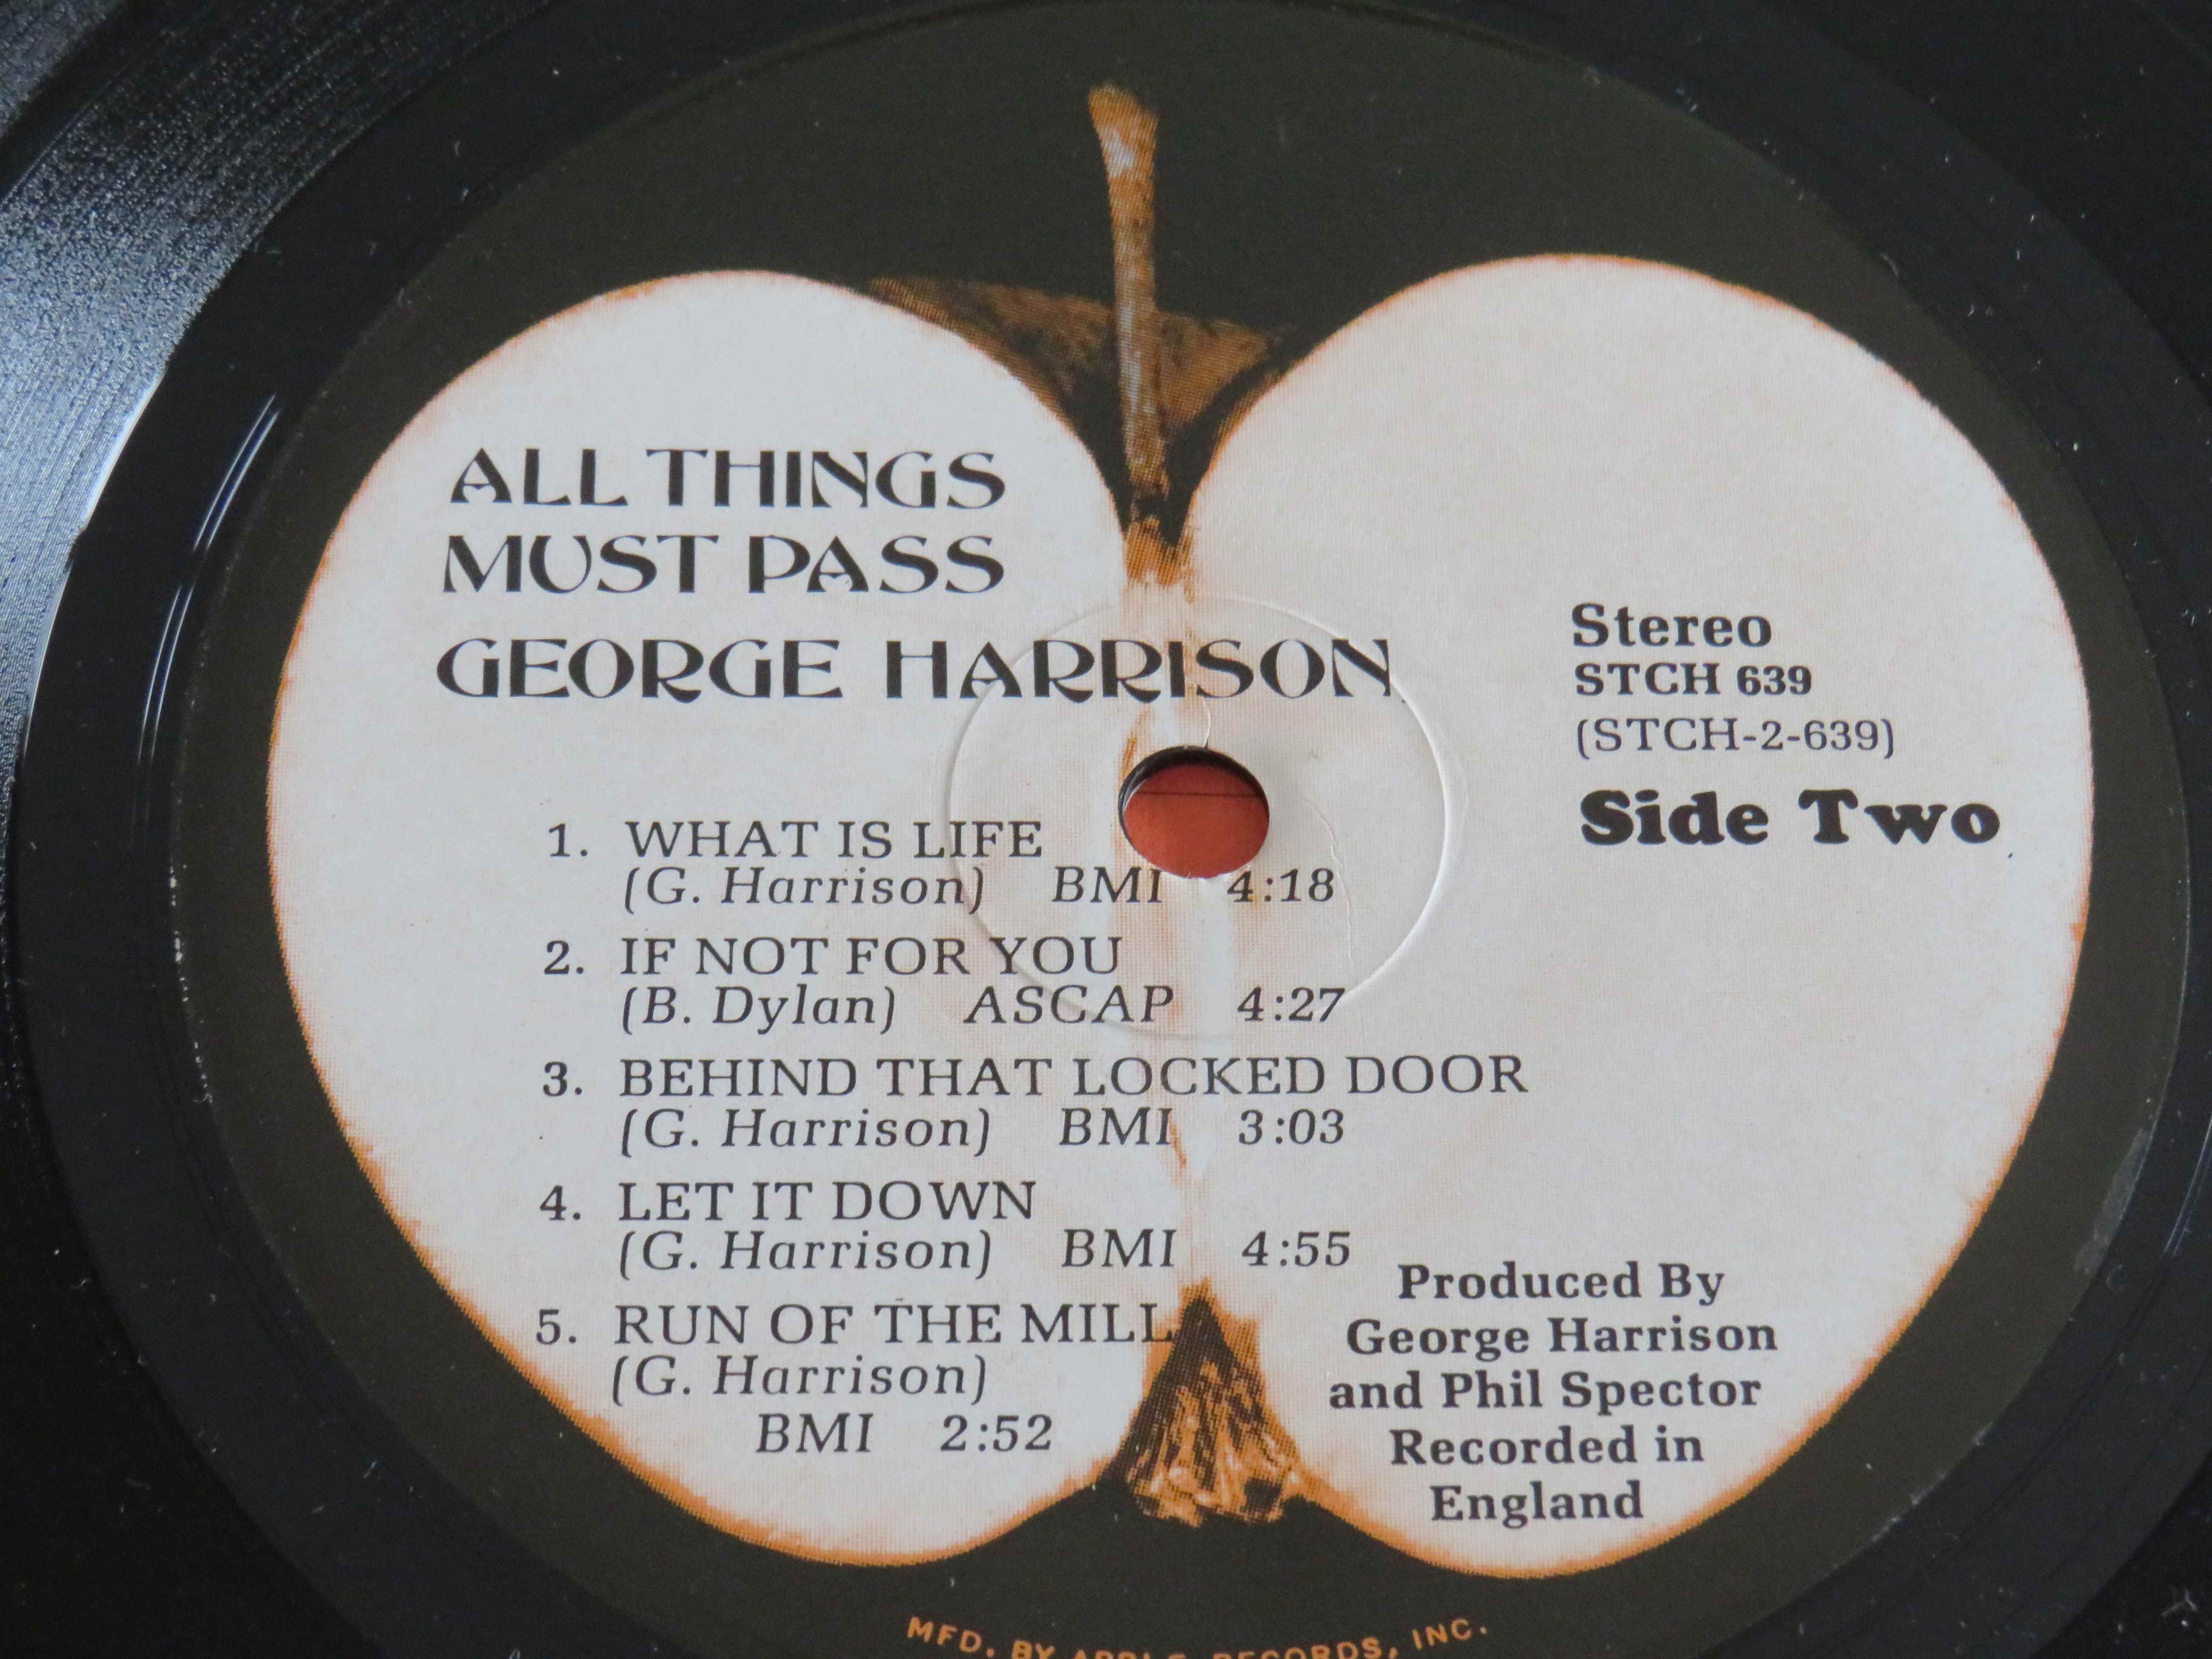 ALL THINGS
MUST PASS
GEORGE HARRISON
Stereo
STCH 639
(STCH-2-639)
Side Two
1. WHAT IS LIFE
(G. Harrison) BMI 4:18
2. IF NOT FOR YOU
(B. Dylan) ASCAP 4:27
3. BEHIND THAT LOCKED DOOR
(G. Harrison) BMI 3:03
4. LET IT DOWN
(G. Harrison) BMI 4:55
5. RUN OF THE MILL
(G. Harrison)
BMI 2:52
Produced By
George Harrison
and Phil Spector
Recorded in
England
MFD. BY APPLE RECORDS, INC.